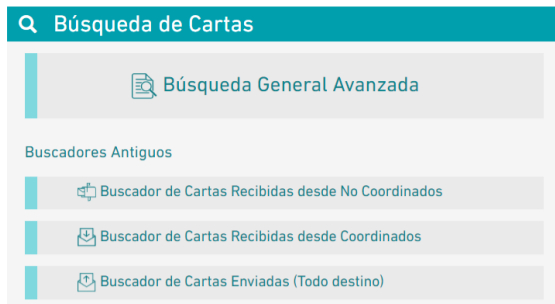 Búsqueda de Cartas
Búsqueda General Avanzada
Buscadores Antiguos
Buscador de Cartas Recibidas desde No Coordinados
Buscador de Cartas Recibidas desde Coordinados
Buscador de Cartas Enviadas (Todo destino)